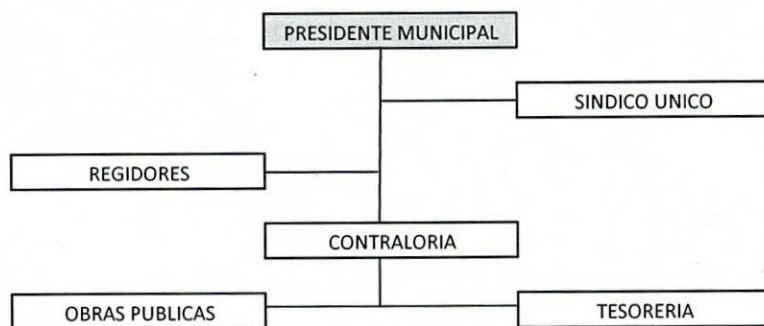 PRESIDENTE MUNICIPAL
SINDICO UNICO
REGIDORES
CONTRALORIA
OBRAS PUBLICAS
TESORERIA